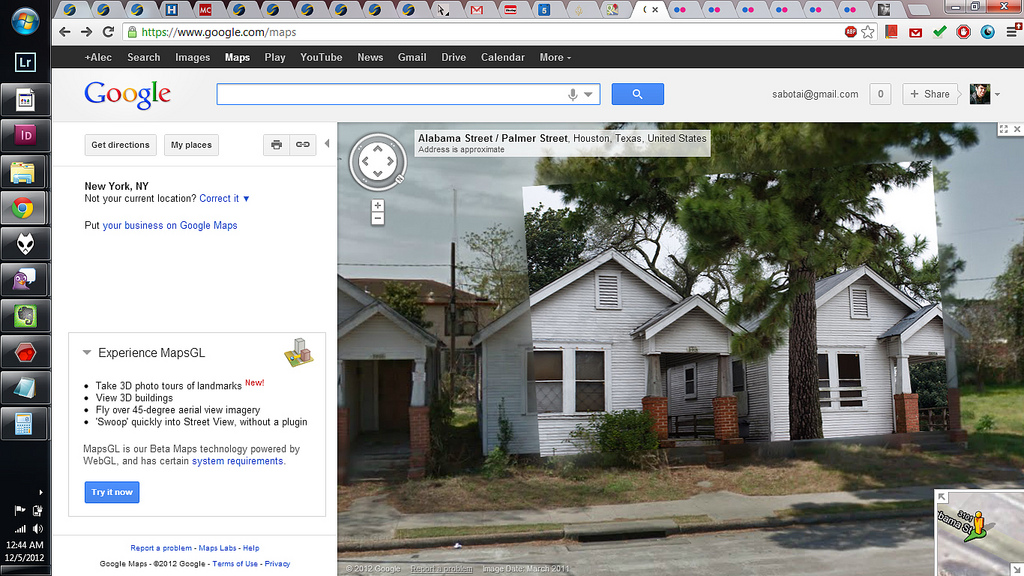 https://www.google.com/maps
+Alec Search Images Maps Play YouTube News Gmail Drive Calendar More
Google
sabotai@gmail.com 0 + Share
Get directions My places
Alabama Street / Palmer Street, Houston, Texas, United States
Address is approximate
New York, NY
Not your current location? Correct it ▼
Put your business on Google Maps
Experience MapsGL
• Take 3D photo tours of landmarks New!
• View 3D buildings
• Fly over 45-degree aerial view imagery
• 'Swoop' quickly into Street View, without a plugin
MapsGL is our Beta Maps technology powered by
WebGL, and has certain system requirements.
Try it now
Report a problem - Maps Labs - Help
Google Maps - ©2012 Google - Terms of Use - Privacy
© 2012 Google Report a problem Image Date: March 2011
Lr
Id
12:44 AM
12/5/2012